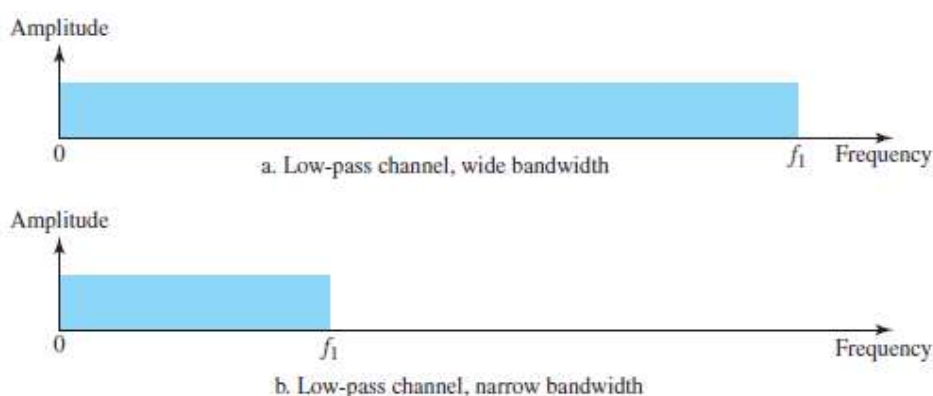 Amplitude
0
a. Low-pass channel, wide bandwidth
f1
Frequency
Amplitude
0
f1
Frequency
b. Low-pass channel, narrow bandwidth